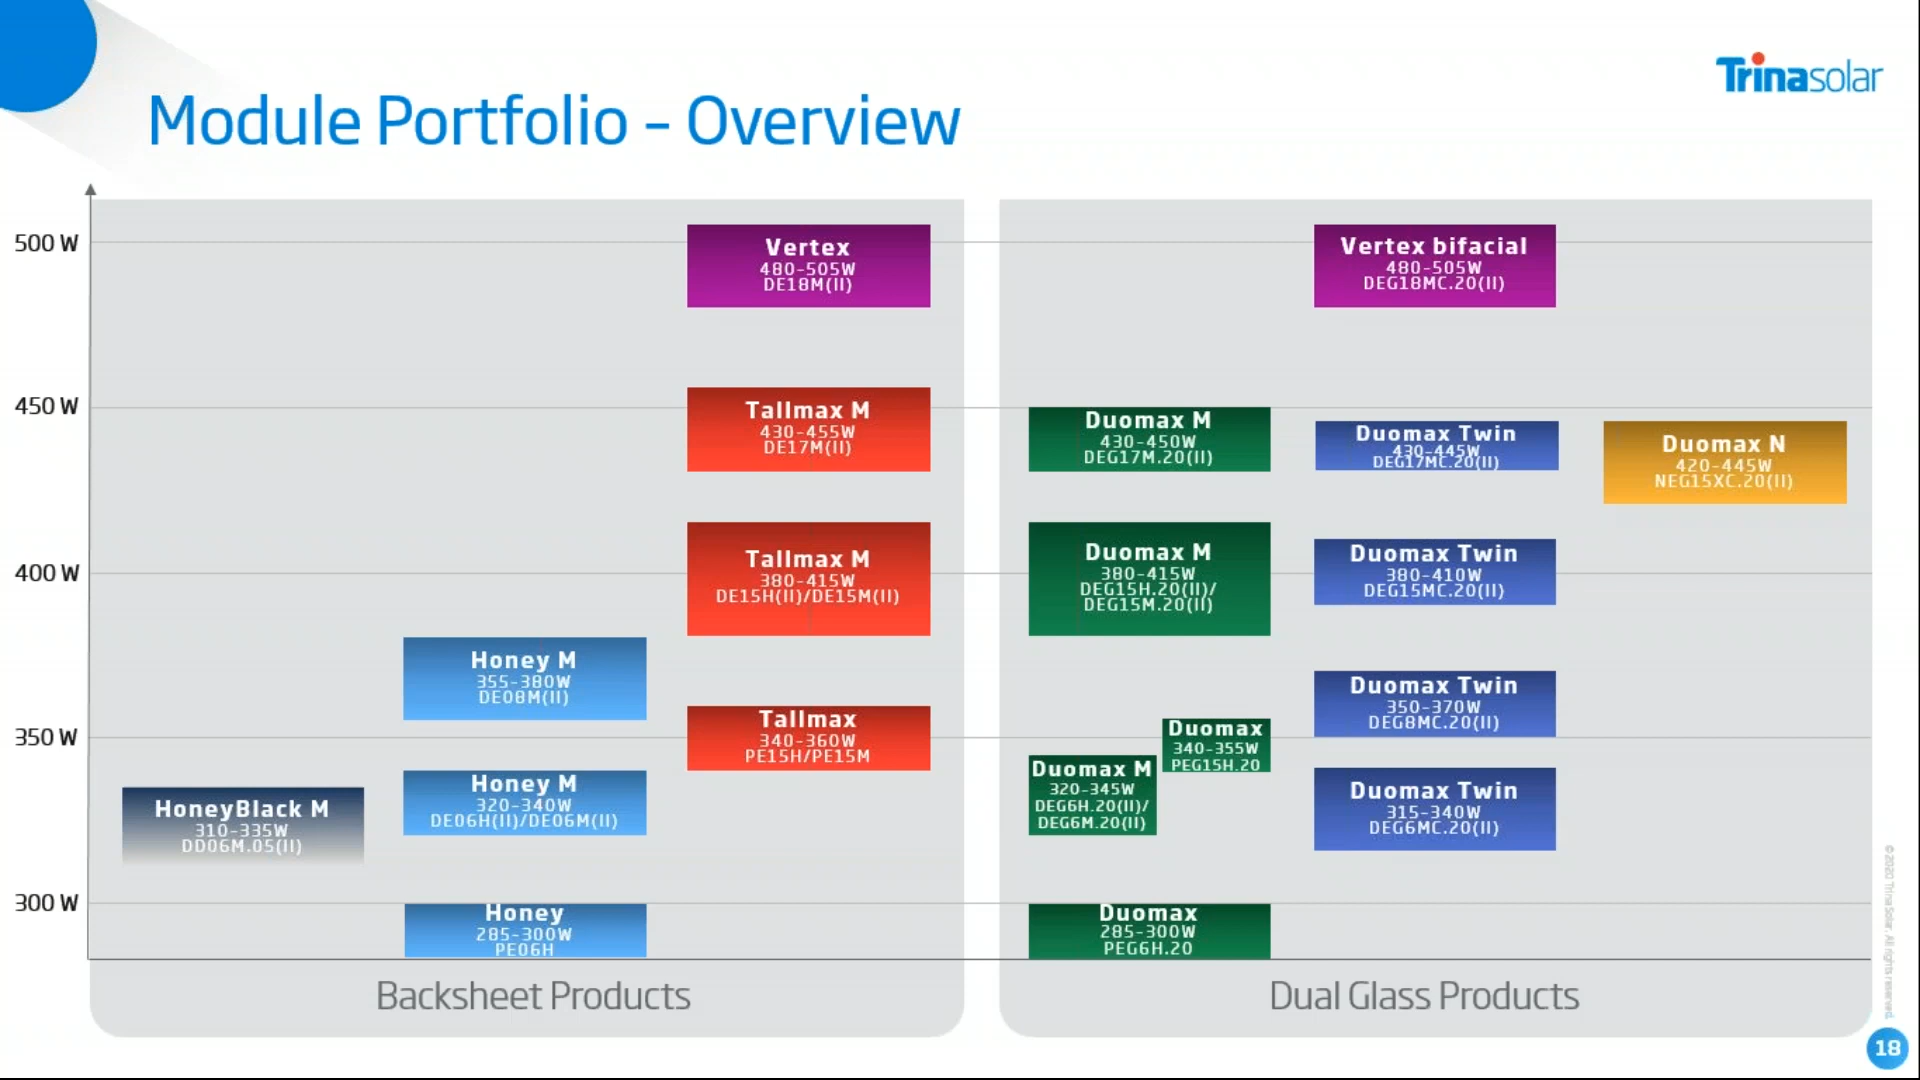 Trinasolar
Module Portfolio – Overview
500 W
450 W
400 W
350 W
300 W
Vertex
480-505W
DE18M(II)
Tallmax M
430-455W
DE17M(II)
Tallmax M
380-415W
DE15H(II)/DE15M(II)
Honey M
355-380W
DE08M(II)
Tallmax
340-360W
PE15H/PE15M
Honey M
320-340W
DE06H(II)/DE06M(II)
HoneyBlack M
310-335W
DD06M.05(II)
Honey
285-300W
PE06H
Backsheet Products
Vertex bifacial
480-505W
DEG18MC.20(II)
Duomax M
430-450W
DEG17M.20(II)
Duomax Twin
430-445W
DEG17MC.20(II)
Duomax N
420-445W
NEG15XC.20(II)
Duomax M
380-415W
DEG15H.20(II)/
DEG15M.20(II)
Duomax Twin
380-410W
DEG15MC.20(II)
Duomax Twin
350-370W
DEG8MC.20(II)
Duomax
340-355W
PEG15H.20
Duomax M
320-345W
DEG6H.20(II)/
DEG6M.20(II)
Duomax Twin
315-340W
DEG6MC.20(II)
Duomax
285-300W
PEG6H.20
Dual Glass Products
©2020 Trina Solar. All rights reserved.
18